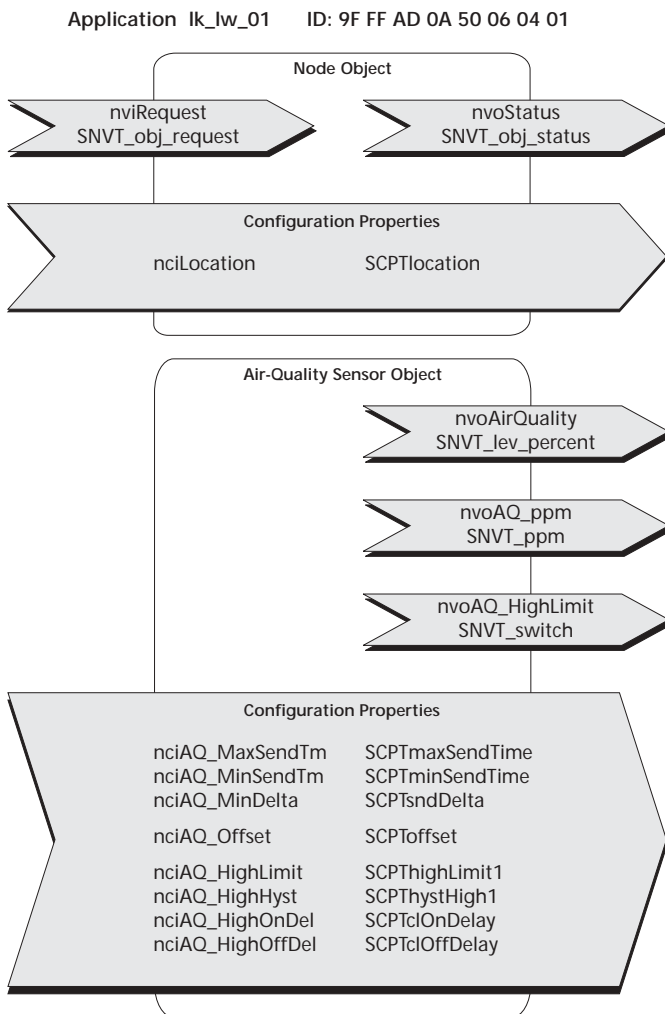 Application lk_lw_01 ID: 9F FF AD 0A 50 06 04 01
Node Object
nviRequest
SNVT_obj_request
nvoStatus
SNVT_obj_status
Configuration Properties
nciLocation SCPTlocation
Air-Quality Sensor Object
nvoAirQuality
SNVT_lev_percent
nvoAQ_ppm
SNVT_ppm
nvoAQ_HighLimit
SNVT_switch
Configuration Properties
nciAQ_MaxSendTm SCPTmaxSendTime
nciAQ_MinSendTm SCPTminSendTime
nciAQ_MinDelta SCPTsndDelta
nciAQ_Offset SCPToffset
nciAQ_HighLimit SCPThighLimit1
nciAQ_HighHyst SCPThystHigh1
nciAQ_HighOnDel SCPTclOnDelay
nciAQ_HighOffDel SCPTclOffDelay